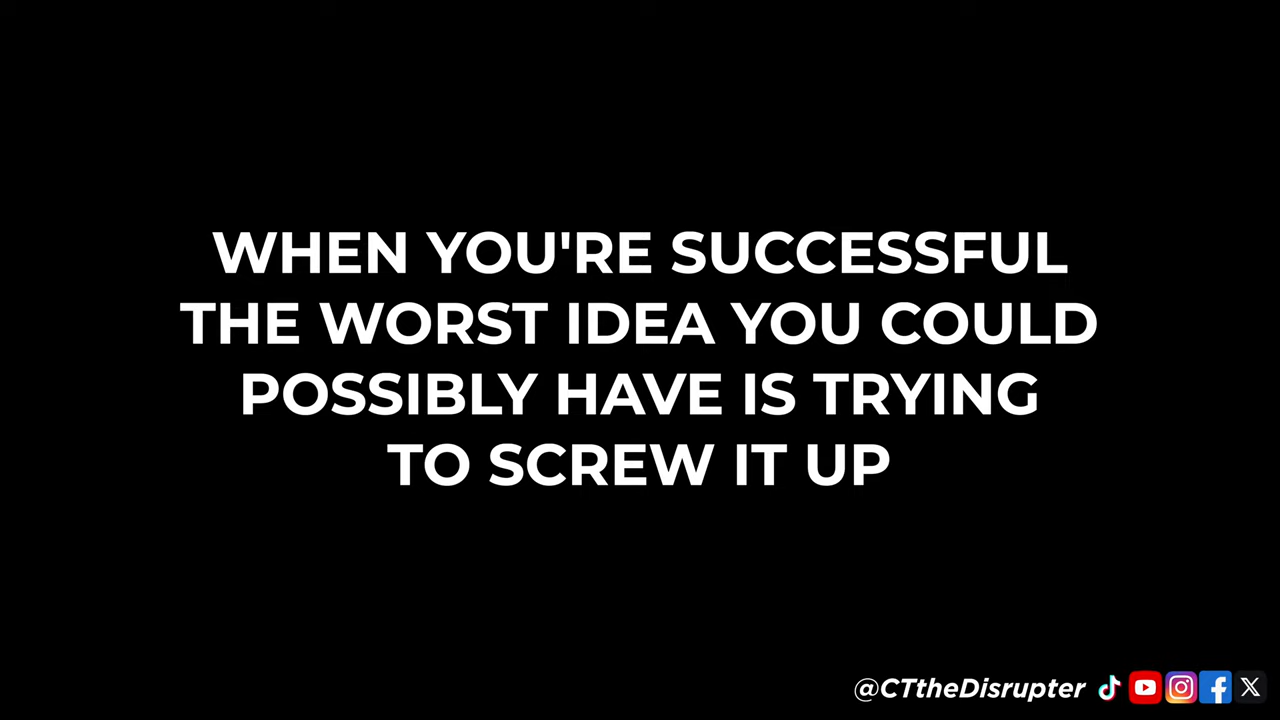 WHEN YOU'RE SUCCESSFUL
THE WORST IDEA YOU COULD
POSSIBLY HAVE IS TRYING
TO SCREW IT UP
@CTtheDisrupter